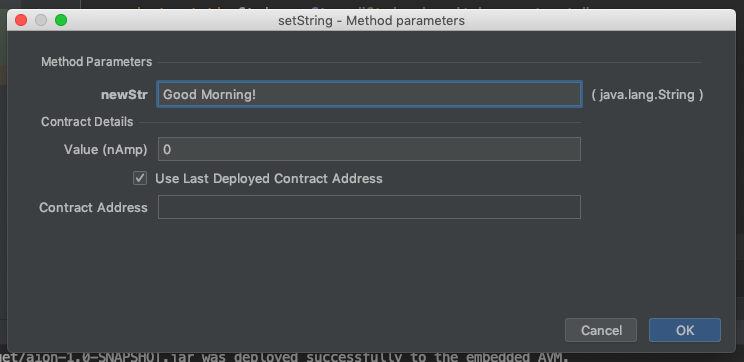 setString - Method parameters
Method Parameters
newStr Good Morning! ( java.lang.String )
Contract Details
Value (nAmp) 0
Use Last Deployed Contract Address
Contract Address
Cancel OK
get/aion-1.0-SNAPSHOT.jar was deployed successfully to the embedded AVM.